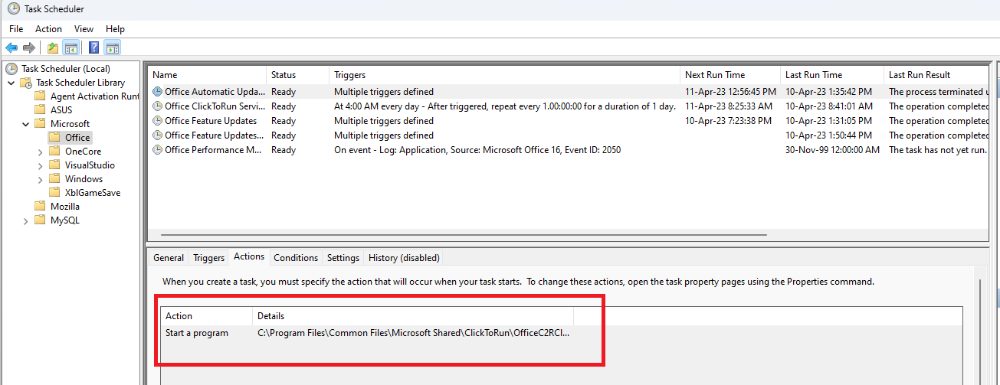 Task Scheduler
File Action View Help
Task Scheduler (Local)
Task Scheduler Library
Agent Activation Runt
ASUS
Microsoft
Office
OneCore
VisualStudio
Windows
XblGameSave
Mozilla
MySQL
Name Status Triggers Next Run Time Last Run Time Last Run Result
Office Automatic Upda... Ready Multiple triggers defined 11-Apr-23 12:56:45 PM 10-Apr-23 1:35:42 PM The process terminated u
Office ClickToRun Servi... Ready At 4:00 AM every day - After triggered, repeat every 1.00:00:00 for a duration of 1 day. 11-Apr-23 8:25:33 AM 10-Apr-23 8:41:01 AM The operation completed
Office Feature Updates Ready Multiple triggers defined 10-Apr-23 7:23:38 PM 10-Apr-23 1:31:05 PM The operation completed
Office Feature Updates... Ready Multiple triggers defined 10-Apr-23 1:50:44 PM The operation completed
Office Performance M... Ready On event - Log: Application, Source: Microsoft Office 16, Event ID: 2050 30-Nov-99 12:00:00 AM The task has not yet run.
General Triggers Actions Conditions Settings History (disabled)
When you create a task, you must specify the action that will occur when your task starts. To change these actions, open the task property pages using the Properties command.
Action Details
Start a program C:\Program Files\Common Files\Microsoft Shared\ClickToRun\OfficeC2RCl...